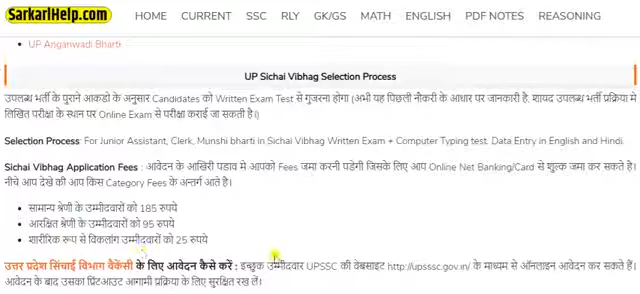 SarkariHelp.com HOME CURRENT SSC RLY GK/GS MATH ENGLISH PDF NOTES REASONING
UP Anganwadi Bharti
UP Sichai Vibhag Selection Process
उपलब्ध भर्ती के पुराने आकडो के अनुसार Candidates को Written Exam Test से गुजरना होगा (अभी यह पिछली नौकरी के आधार पर जानकारी है, शायद उपलब्ध भर्ती प्रक्रिया मे
लिखित परीक्षा के स्थान पर Online Exam से परीक्षा कराई जा सकती है।)
Selection Process: For Junior Assistant, Clerk, Munshi bharti in Sichai Vibhag Written Exam + Computer Typing test. Data Entry in English and Hindi.
Sichai Vibhag Application Fees : आवेदन के आखिरी पडाव मे आपको Fees जमा करनी पडेगी जिसके लिए आप Online Net Banking/Card से शुल्क जमा कर सकते है।
नीचे आप देखे की आप किस Category Fees के अन्तर्ग आते है।
सामान्य श्रेणी के उम्मीदवारों को 185 रुपये
आरक्षित श्रेणी के उम्मीदवारों को 95 रुपये
शारीरिक रूप से विकलांग उम्मीदवारों को 25 रुपये
उत्तर प्रदेश सिंचाई विभाग वैकेंसी के लिए आवेदन कैसे करें : इच्छुक उम्मीदवार UPSSC की वेबसाइट http://upsssc.gov.in/ के माध्यम से ऑनलाइन आवेदन कर सकते हैं।
आवेदन के बाद उसका प्रिंटआउट आगामी प्रक्रिया के लिए सुरक्षित रख लें।